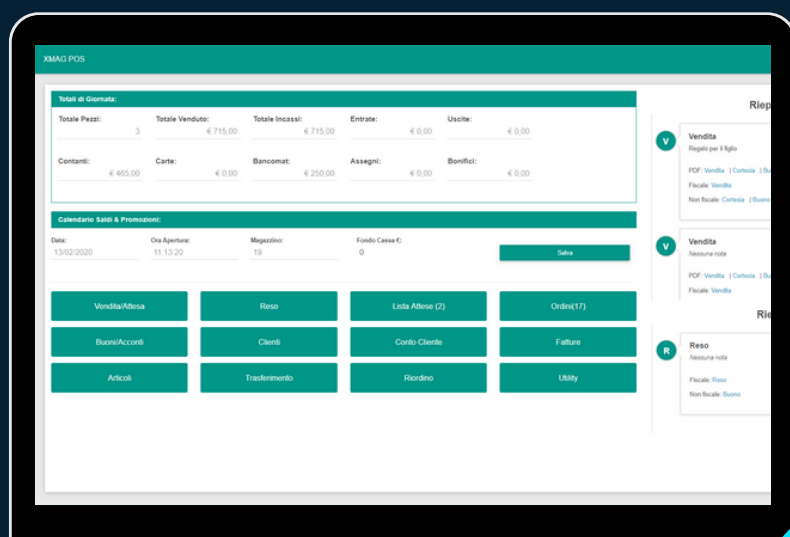 XMAG POS
Totali di Giornata:
Totale Pezzi: Totale Venduto: Totale Incassi: Entrate: Uscite:
3 € 715,00 € 715,00 € 0,00 € 0,00
Contanti: Carte: Bancomat: Assegni: Bonifici:
€ 465,00 € 0,00 € 250,00 € 0,00 € 0,00
Calendario Saldi & Promozioni:
Data: Ora Apertura: Magazzino: Fondo Cassa €:
13/02/2020 11:13.20 19 0 Salva
Vendita/Attesa Reso Lista Attese (2) Ordini(17)
Buoni/Acconti Clienti Conto Cliente Fatture
Articoli Trasferimento Riordino Utility
Riep
V Vendita
Regalo per il figlio
PDF: Vendita | Cortesia | Bu
Fiscale: Vendita
Non fiscale: Cortesia | Buono
V Vendita
Nessuna nota
PDF: Vendita | Cortesia | Bu
Fiscale: Vendita
Rie
R Reso
Nessuna nota
Fiscale: Reso
Non fiscale: Buono